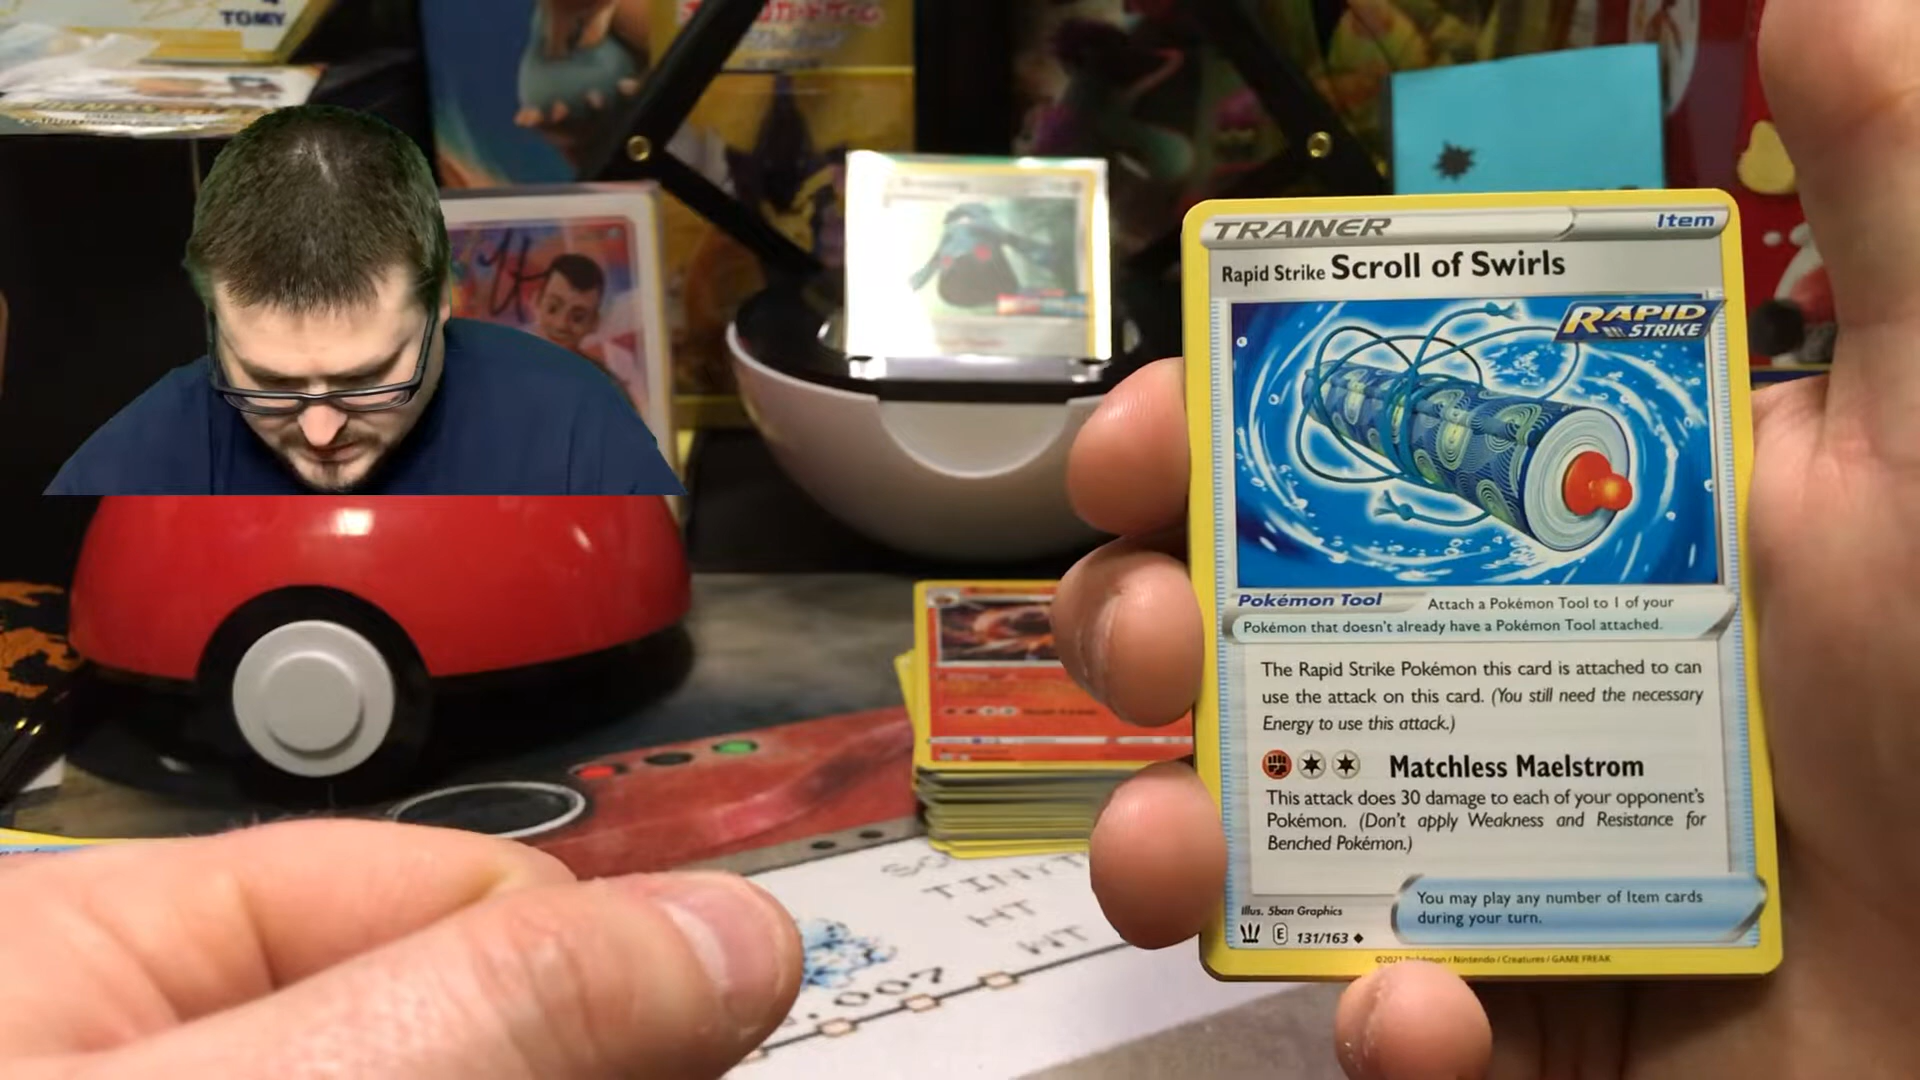 TOMY
TRAINER
Item
Rapid Strike Scroll of Swirls
RAPID
STRIKE
Pokémon Tool
Attach a Pokémon Tool to 1 of your
Pokémon that doesn't already have a Pokémon Tool attached.
The Rapid Strike Pokémon this card is attached to can
use the attack on this card. (You still need the necessary
Energy to use this attack.)
Matchless Maelstrom
This attack does 30 damage to each of your opponent's
Pokémon. (Don't apply Weakness and Resistance for
Benched Pokémon.)
You may play any number of Item cards
during your turn.
Illus. 5ban Graphics
E 131/163
©2021 Pokémon / Nintendo / Creatures / GAME FREAK
HT
WT
.007